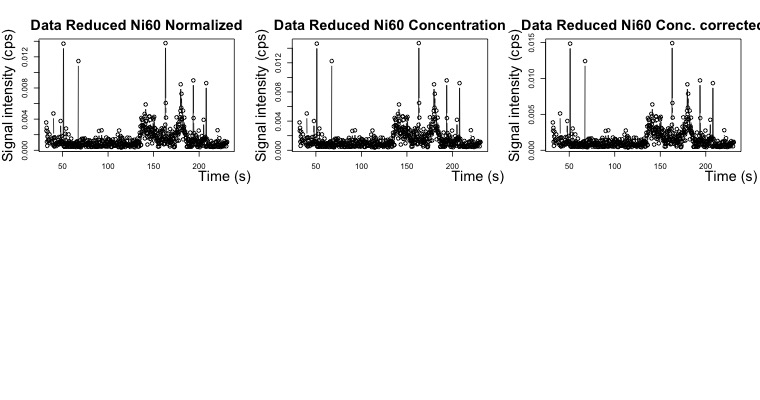 Data Reduced Ni60 Normalized
Signal intensity (cps)
0.000 0.004 0.008 0.012
50 100 150 200
Time (s)
Data Reduced Ni60 Concentration
Signal intensity (cps)
0.000 0.004 0.008 0.012
50 100 150 200
Time (s)
Data Reduced Ni60 Conc. corrected
Signal intensity (cps)
0.000 0.005 0.010 0.015
50 100 150 200
Time (s)